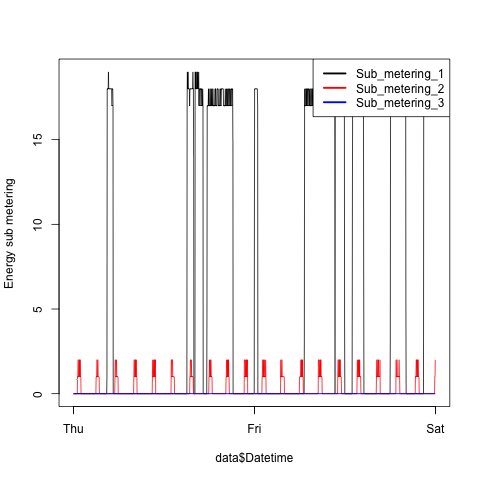 Sub_metering_1
Sub_metering_2
Sub_metering_3
Energy sub metering
15
10
5
0
Thu
Fri
Sat
data$Datetime